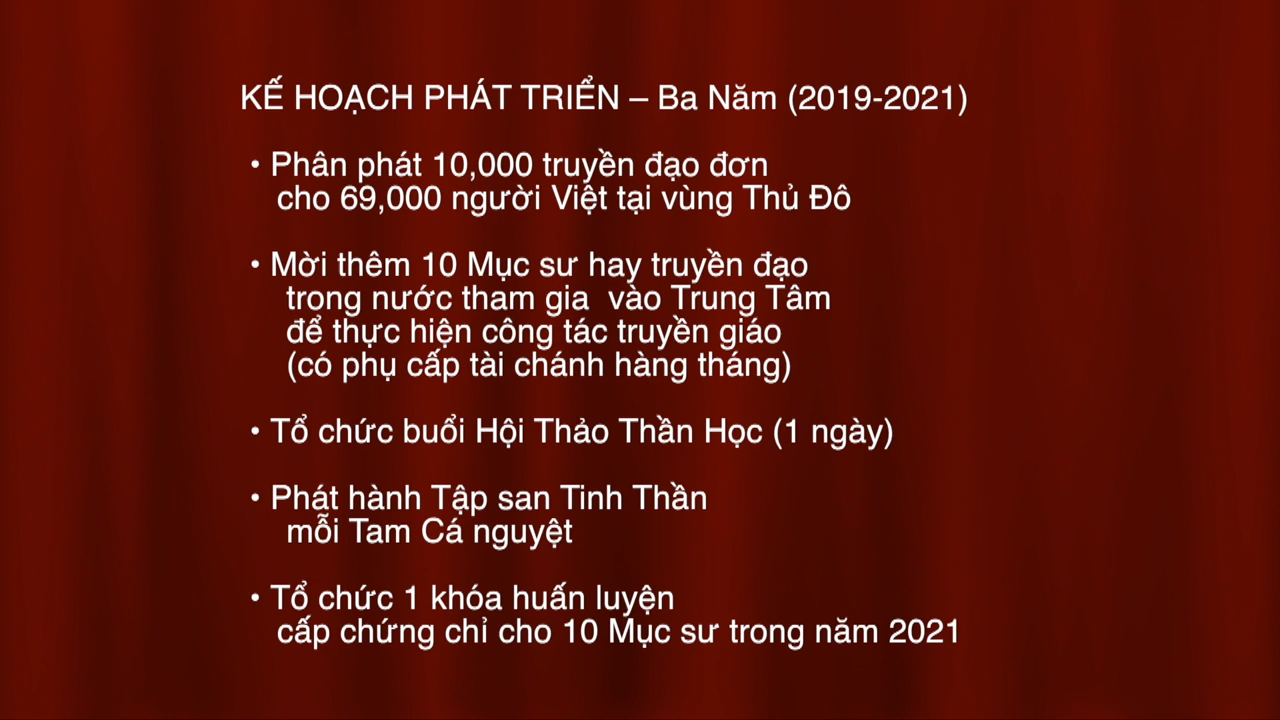 KẾ HOẠCH PHÁT TRIỂN – Ba Năm (2019-2021)
• Phân phát 10,000 truyền đạo đơn
cho 69,000 người Việt tại vùng Thủ Đô
• Mời thêm 10 Mục sư hay truyền đạo
trong nước tham gia  vào Trung Tâm
để thực hiện công tác truyền giáo
(có phụ cấp tài chánh hàng tháng)
• Tổ chức buổi Hội Thảo Thần Học (1 ngày)
• Phát hành Tập san Tinh Thần
mỗi Tam Cá nguyệt
• Tổ chức 1 khóa huấn luyện
cấp chứng chỉ cho 10 Mục sư trong năm 2021